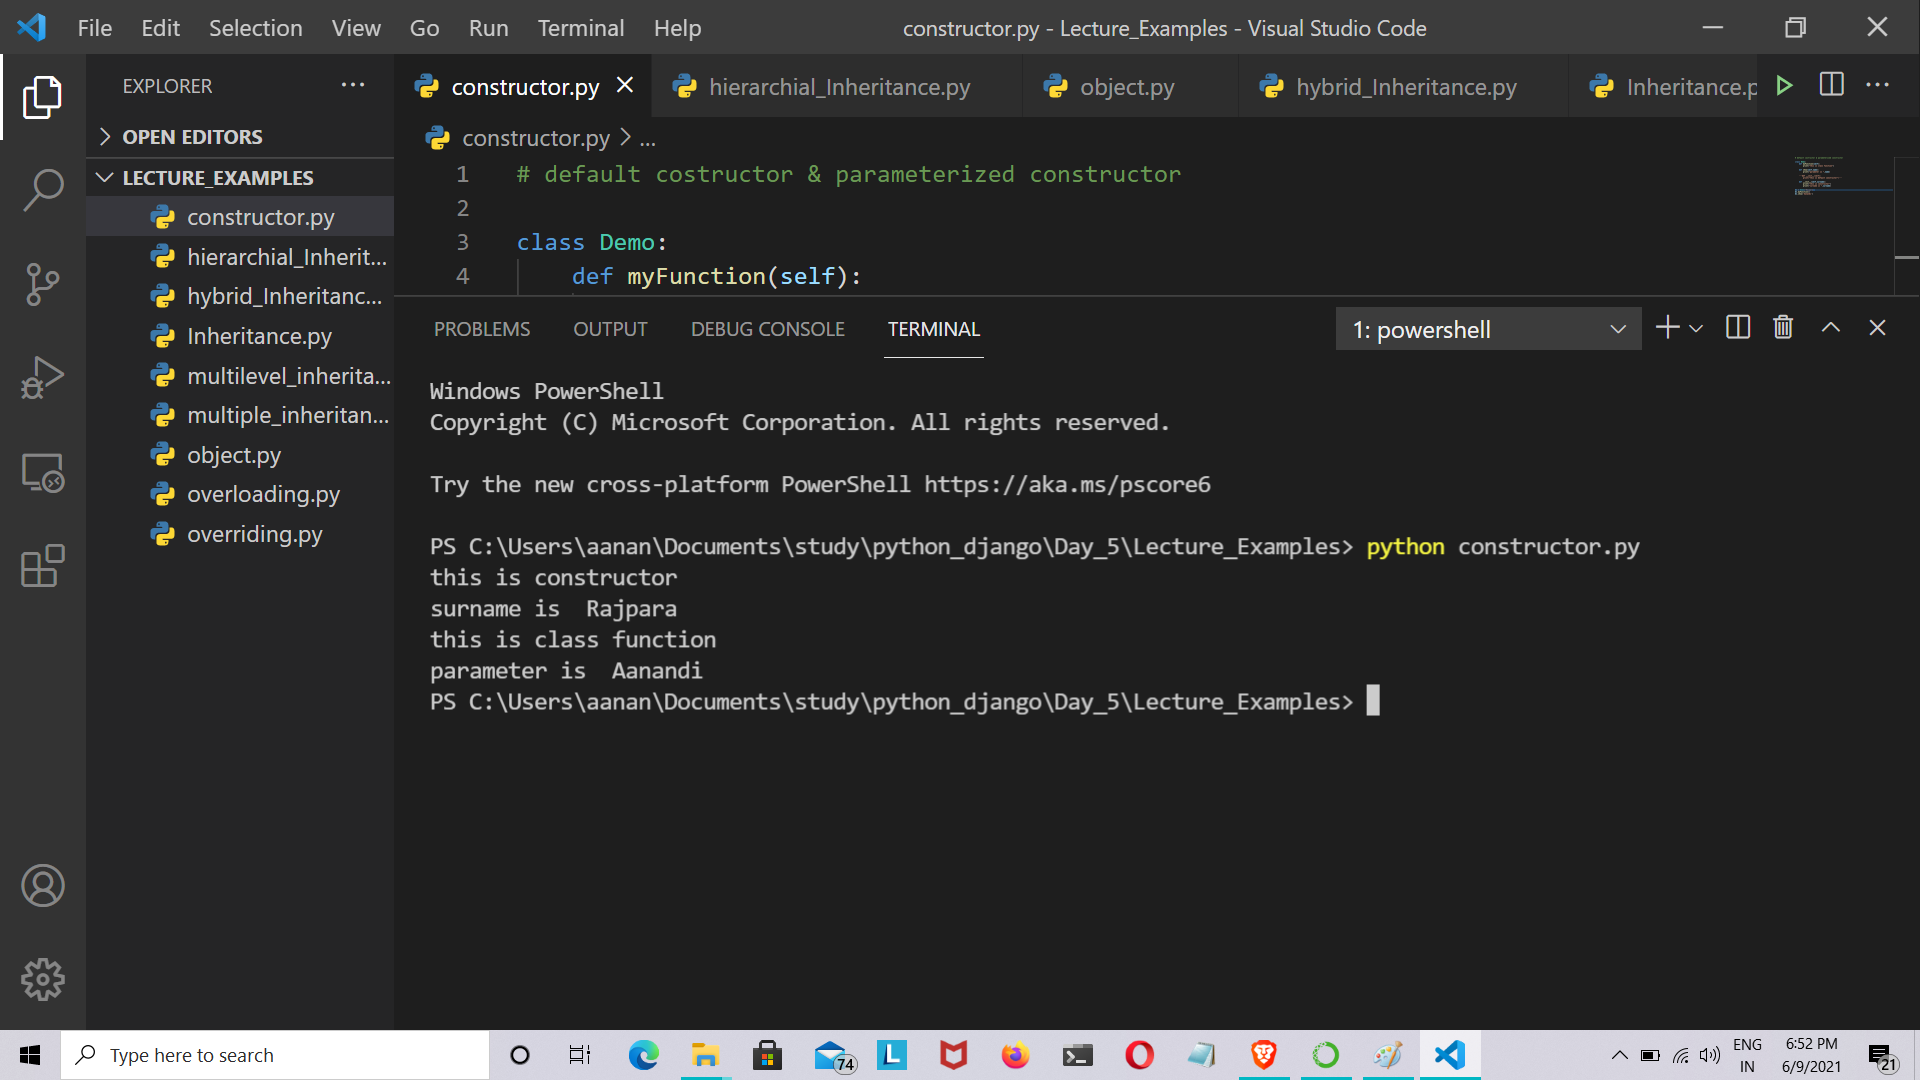 File Edit Selection View Go Run Terminal Help
constructor.py - Lecture_Examples - Visual Studio Code
EXPLORER
OPEN EDITORS
LECTURE_EXAMPLES
constructor.py
hierarchial_Inherit...
hybrid_Inheritanc...
Inheritance.py
multilevel_inherita...
multiple_inheritan...
object.py
overloading.py
overriding.py
constructor.py hierarchial_Inheritance.py object.py hybrid_Inheritance.py Inheritance.p
constructor.py > ...
1 # default costructor & parameterized constructor
2
3 class Demo:
4 def myFunction(self):
PROBLEMS OUTPUT DEBUG CONSOLE TERMINAL
1: powershell
Windows PowerShell
Copyright (C) Microsoft Corporation. All rights reserved.
Try the new cross-platform PowerShell https://aka.ms/pscore6
PS C:\Users\aanan\Documents\study\python_django\Day_5\Lecture_Examples> python constructor.py
this is constructor
surname is  Rajpara
this is class function
parameter is  Aanandi
PS C:\Users\aanan\Documents\study\python_django\Day_5\Lecture_Examples>
Type here to search
74
L
ENG
IN
6:52 PM
6/9/2021
21